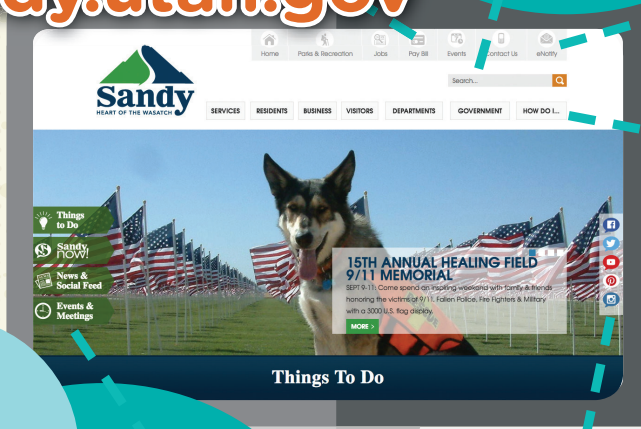 dy.utah.gov
Home
Parks & Recreation
Jobs
Pay Bill
Events
Contact Us
eNotify
Search...
Sandy
HEART OF THE WASATCH
SERVICES
RESIDENTS
BUSINESS
VISITORS
DEPARTMENTS
GOVERNMENT
HOW DO I...
Things
to Do
Sandy
now!
News &
Social Feed
Events &
Meetings
15TH ANNUAL HEALING FIELD
9/11 MEMORIAL
SEPT 9-11: Come spend an inspiring weekend with family & friends
honoring the victims of 9/11, Fallen Police, Fire Fighters & Military
with a 3000 U.S. flag display.
MORE >
Things To Do